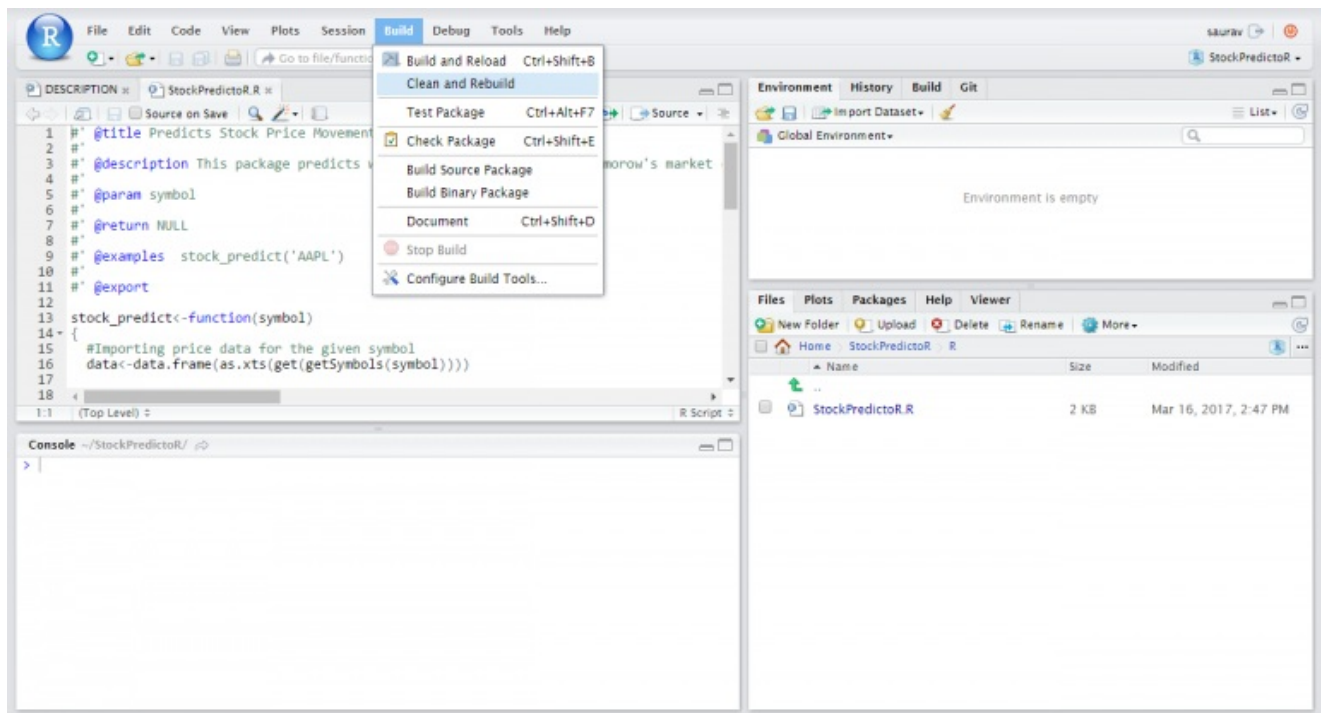 R
File Edit Code View Plots Session Build Debug Tools Help
saurav
Go to file/functio
StockPredictoR
Build and Reload Ctrl+Shift+B
Clean and Rebuild
Test Package Ctrl+Alt+F7
Check Package Ctrl+Shift+E
Build Source Package
Build Binary Package
Document Ctrl+Shift+D
Stop Build
Configure Build Tools...
DESCRIPTION × StockPredictoR.R ×
Source on Save Source
1 #' @title Predicts Stock Price Movement
2 #'
3 #' @description This package predicts w morow's market
4 #'
5 #' @param symbol
6 #'
7 #' @return NULL
8 #'
9 #' @examples stock_predict('AAPL')
10 #'
11 #' @export
12
13 stock_predict<-function(symbol)
14 {
15 #Importing price data for the given symbol
16 data<-data.frame(as.xts(get(getSymbols(symbol))))
17
18
1:1 (Top Level) R Script
Console ~/StockPredictoR/
>
Environment History Build Git
Import Dataset List
Global Environment
Environment is empty
Files Plots Packages Help Viewer
New Folder Upload Delete Rename More
Home StockPredictoR R
Name Size Modified
..
StockPredictoR.R 2 KB Mar 16, 2017, 2:47 PM